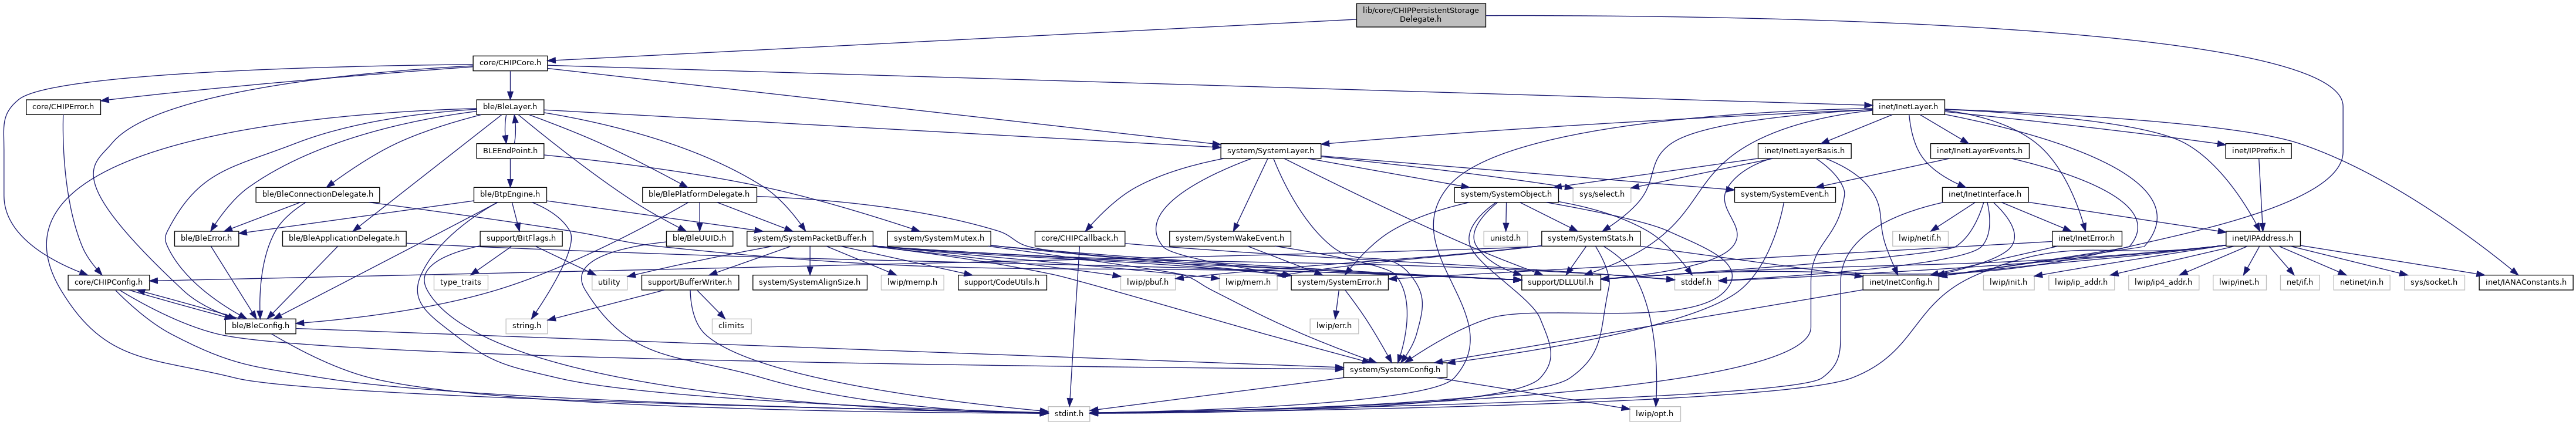 lib/core/CHIPPersistentStorage
Delegate.h
core/CHIPCore.h
core/CHIPError.h
ble/BleLayer.h
inet/InetLayer.h
BLEEndPoint.h
system/SystemLayer.h
inet/InetLayerBasis.h
inet/InetLayerEvents.h
inet/IPPrefix.h
ble/BleConnectionDelegate.h
ble/BtpEngine.h
ble/BlePlatformDelegate.h
system/SystemObject.h
sys/select.h
system/SystemEvent.h
inet/InetInterface.h
ble/BleError.h
ble/BleApplicationDelegate.h
support/BitFlags.h
ble/BleUUID.h
system/SystemPacketBuffer.h
system/SystemMutex.h
core/CHIPCallback.h
system/SystemWakeEvent.h
unistd.h
system/SystemStats.h
lwip/netif.h
inet/InetError.h
inet/IPAddress.h
core/CHIPConfig.h
type_traits
utility
support/BufferWriter.h
system/SystemAlignSize.h
lwip/memp.h
support/CodeUtils.h
lwip/pbuf.h
lwip/mem.h
system/SystemError.h
support/DLLUtil.h
stddef.h
inet/InetConfig.h
lwip/init.h
lwip/ip_addr.h
lwip/ip4_addr.h
lwip/inet.h
net/if.h
netinet/in.h
sys/socket.h
inet/IANAConstants.h
ble/BleConfig.h
string.h
climits
lwip/err.h
system/SystemConfig.h
stdint.h
lwip/opt.h